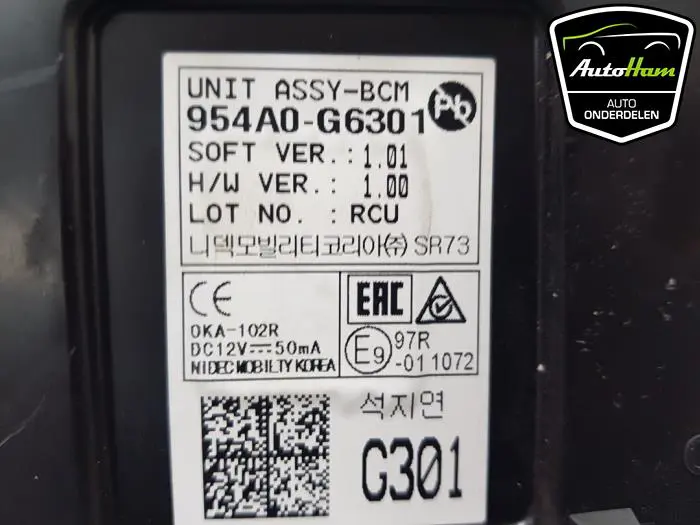 UNIT ASSY-BCM
954A0-G6301
Pb
SOFT VER. : 1.01
H/W VER. : 1.00
LOT NO. : RCU
니덱모빌리티코리아(주) SR73
CE
OKA-102R
DC12V⎓50mA
NIDEC MOBILTY KOREA
EAC
E9 97R
-01 1072
석지연
G301
AutoHam
AUTO
ONDERDELEN